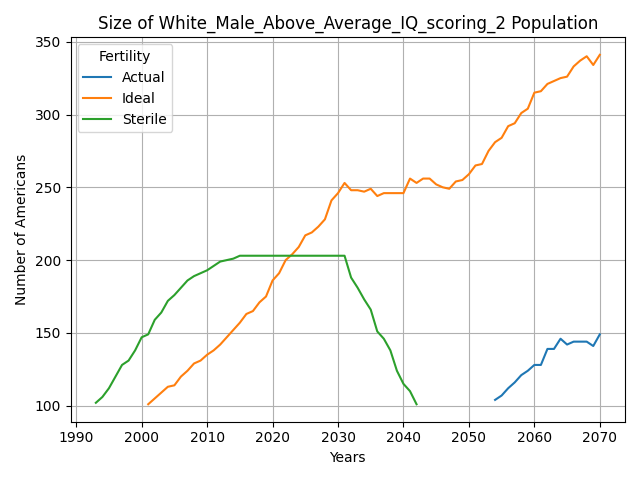 Size of White_Male_Above_Average_IQ_scoring_2 Population
Fertility
Actual
Ideal
Sterile
Number of Americans
350
300
250
200
150
100
1990
2000
2010
2020
2030
2040
2050
2060
2070
Years